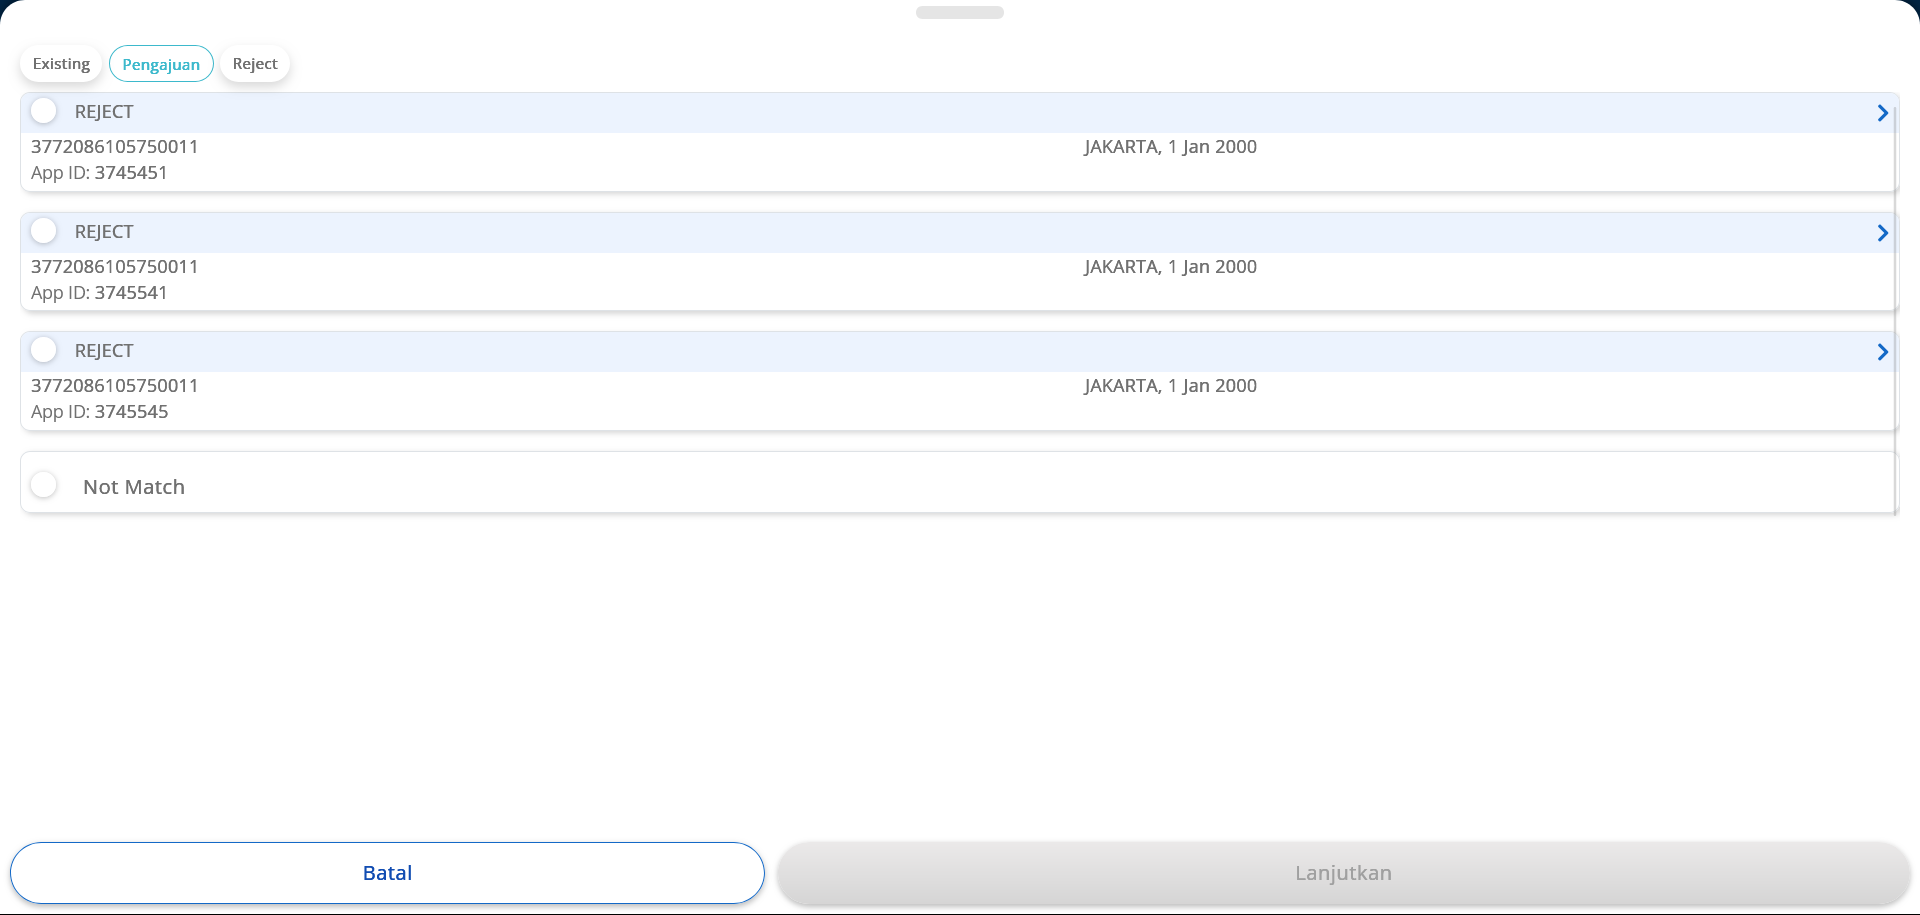 Existing Pengajuan Reject
REJECT
3772086105750011 JAKARTA, 1 Jan 2000
App ID: 3745451
REJECT
3772086105750011 JAKARTA, 1 Jan 2000
App ID: 3745541
REJECT
3772086105750011 JAKARTA, 1 Jan 2000
App ID: 3745545
Not Match
Batal Lanjutkan